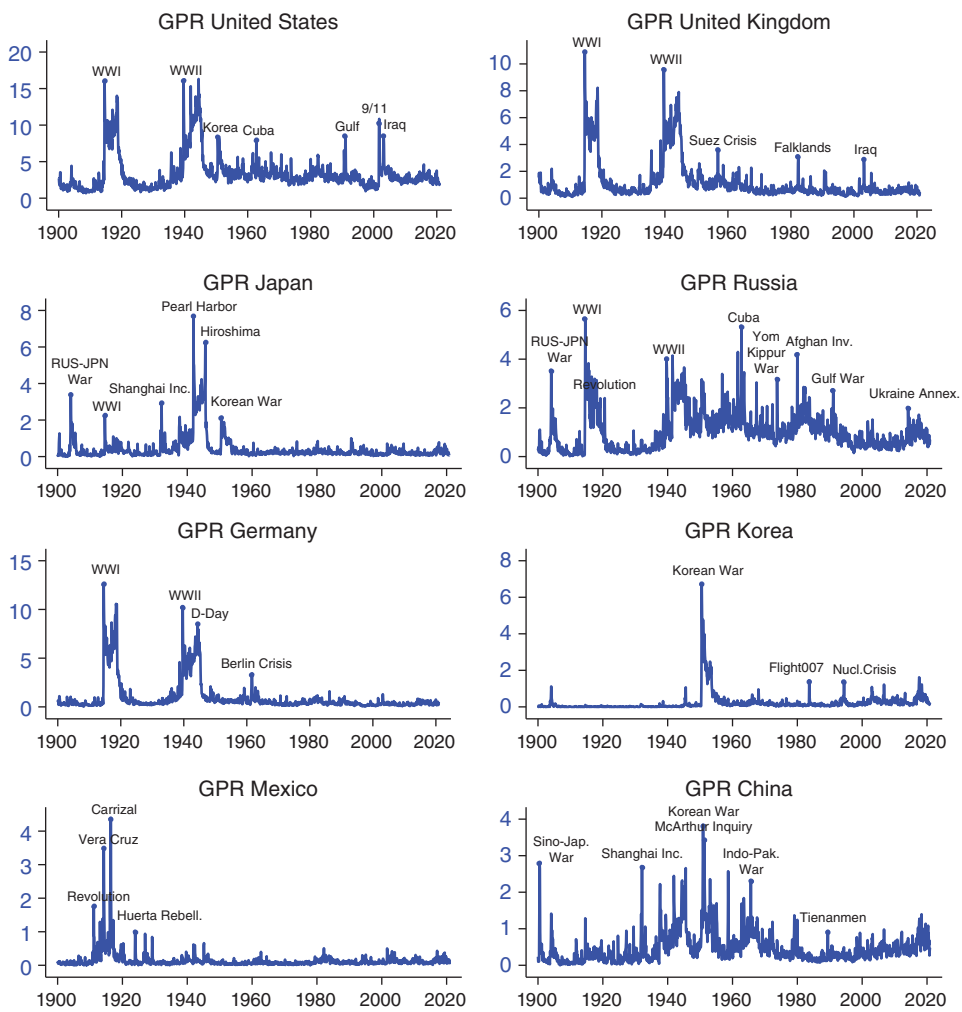 GPR United States
20
15
10
5
0
WWI
WWII
Korea
Cuba
Gulf
9/11
Iraq
1900 1920 1940 1960 1980 2000 2020
GPR United Kingdom
10
8
6
4
2
0
WWI
WWII
Suez Crisis
Falklands
Iraq
1900 1920 1940 1960 1980 2000 2020
GPR Japan
8
6
4
2
0
RUS-JPN
War
WWI
Shanghai Inc.
Pearl Harbor
Hiroshima
Korean War
1900 1920 1940 1960 1980 2000 2020
GPR Russia
6
4
2
0
RUS-JPN
War
WWI
Revolution
WWII
Cuba
Yom
Kippur
War
Afghan Inv.
Gulf War
Ukraine Annex.
1900 1920 1940 1960 1980 2000 2020
GPR Germany
15
10
5
0
WWI
WWII
D-Day
Berlin Crisis
1900 1920 1940 1960 1980 2000 2020
GPR Korea
8
6
4
2
0
Korean War
Flight007
Nucl.Crisis
1900 1920 1940 1960 1980 2000 2020
GPR Mexico
4
3
2
1
0
Carrizal
Vera Cruz
Revolution
Huerta Rebell.
1900 1920 1940 1960 1980 2000 2020
GPR China
4
3
2
1
0
Sino-Jap.
War
Shanghai Inc.
Korean War
McArthur Inquiry
Indo-Pak.
War
Tienanmen
1900 1920 1940 1960 1980 2000 2020